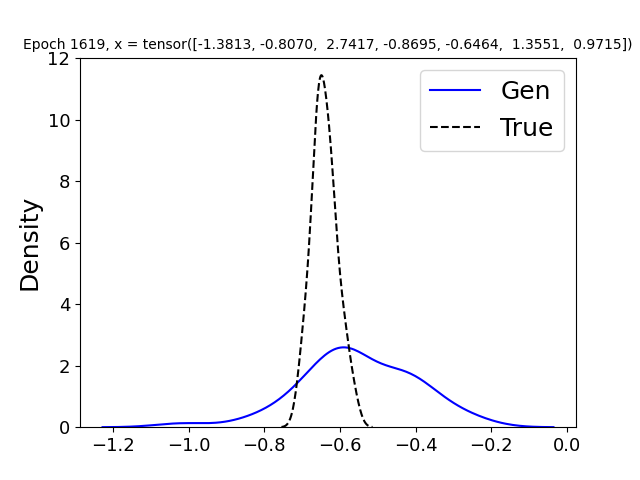 Epoch 1619, x = tensor([-1.3813, -0.8070,  2.7417, -0.8695, -0.6464,  1.3551,  0.9715])
Gen
True
Density
12
10
8
6
4
2
0
−1.2 −1.0 −0.8 −0.6 −0.4 −0.2 0.0